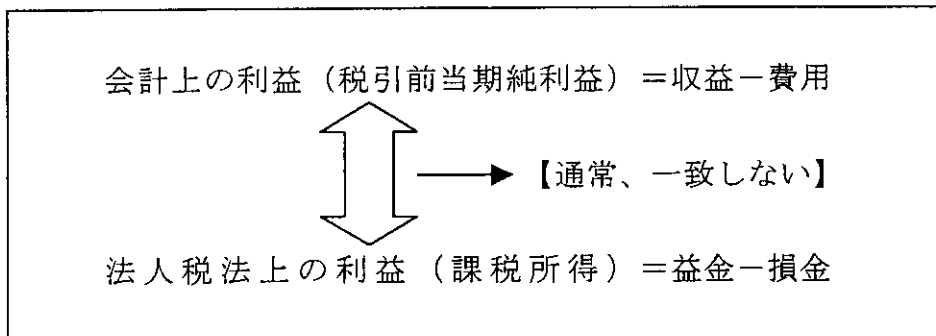 会計上の利益（税引前当期純利益）＝収益－費用
【通常、一致しない】
法人税法上の利益（課税所得）＝益金－損金